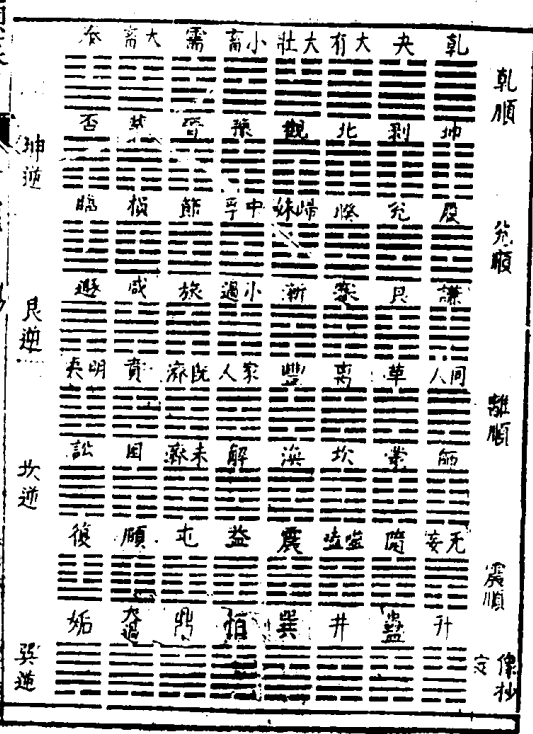 乾順
乾 夬 大有 大壯 小畜 需 大畜 泰
坤 剝 比 觀 豫 晉 萃 否
坤逆
兌順
履 兌 睽 歸妹 中孚 節 損 臨
謙 艮 蹇 漸 小過 旅 咸 遯
艮逆
離順
同人 革 离 豐 家人 既濟 賁 明夷
師 蒙 坎 渙 解 未濟 困 訟
坎逆
震順
无妄 隨 噬嗑 震 益 屯 頤 復
升 蠱 井 巽 恒 鼎 大過 姤
巽逆
像抄